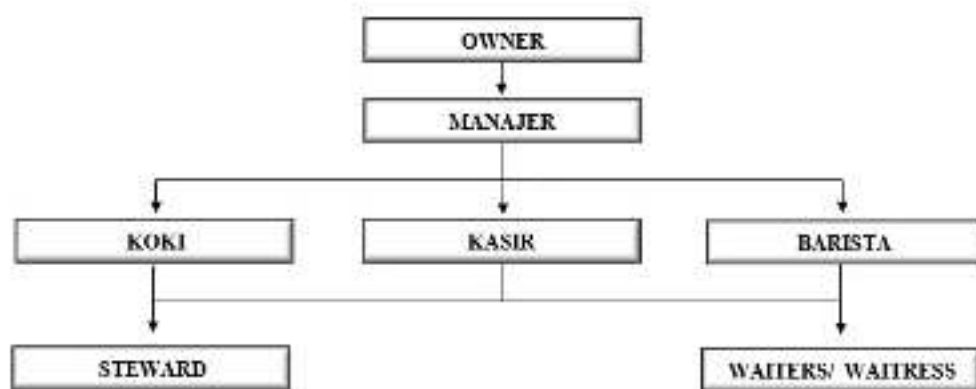 OWNER
MANAJER
KOKI
KASIR
BARISTA
STEWARD
WAITERS/ WAITRESS